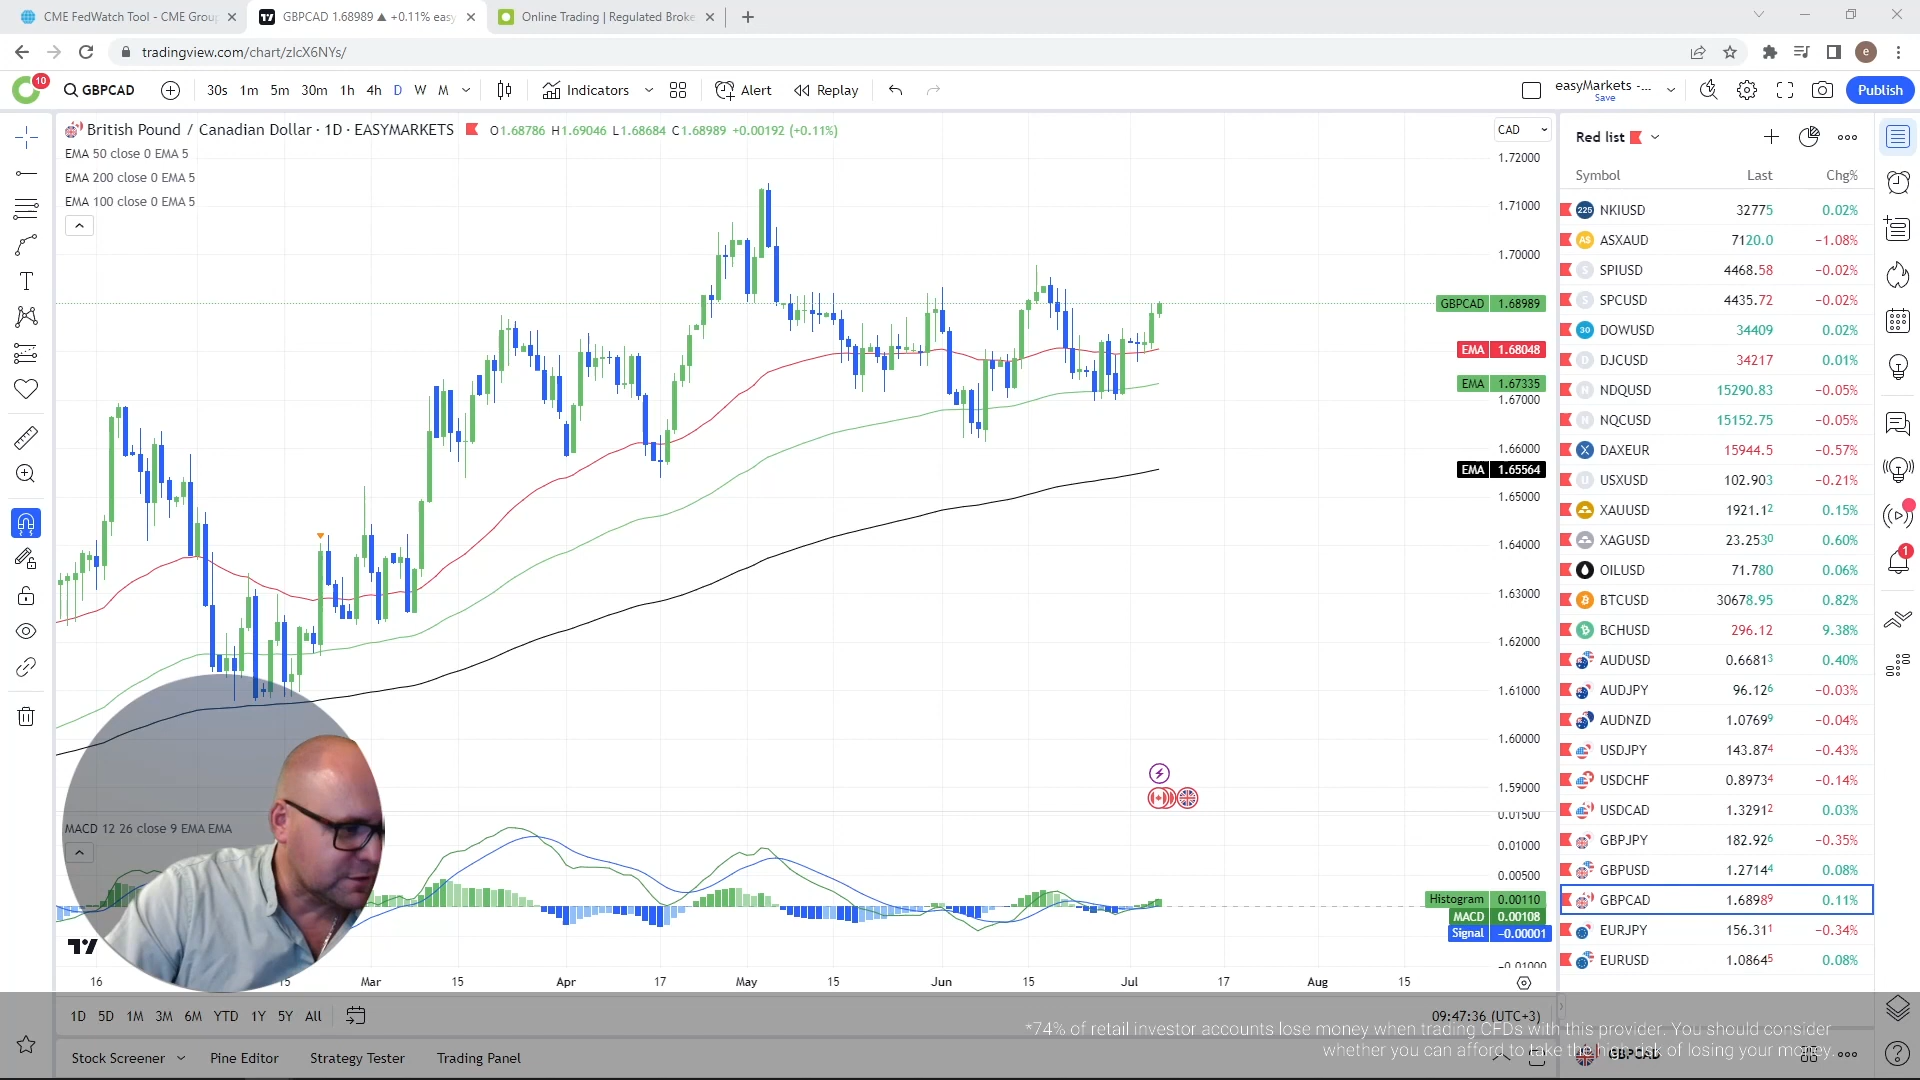 CME FedWatch Tool - CME Group
GBPCAD 1.68989 ▲ +0.11% easy
Online Trading | Regulated Broke
tradingview.com/chart/zlcX6NYs/
e
10
GBPCAD
30s 1m 5m 30m 1h 4h D W M
Indicators
Alert
Replay
easyMarkets -...
Save
Publish
British Pound / Canadian Dollar · 1D · EASYMARKETS
O1.68786 H1.69046 L1.68684 C1.68989 +0.00192 (+0.11%)
EMA 50 close 0 EMA 5
EMA 200 close 0 EMA 5
EMA 100 close 0 EMA 5
CAD
1.72000
1.71000
1.70000
GBPCAD 1.68989
EMA 1.68048
EMA 1.67335
1.67000
1.66000
EMA 1.65564
1.65000
1.64000
1.63000
1.62000
1.61000
1.60000
1.59000
MACD 12 26 close 9 EMA EMA
0.01500
0.01000
0.00500
Histogram 0.00110
MACD 0.00108
Signal −0.00001
−0.01000
16 15 Mar 15 Apr 17 May 15 Jun 15 Jul 17 Aug 15
1D 5D 1M 3M 6M YTD 1Y 5Y All
09:47:36 (UTC+3)
Stock Screener
Pine Editor
Strategy Tester
Trading Panel
Red list
Symbol Last Chg%
225 NKIUSD 32775 0.02%
A$ ASXAUD 7120.0 −1.08%
S SPIUSD 4468.58 −0.02%
S SPCUSD 4435.72 −0.02%
30 DOWUSD 34409 0.02%
D DJCUSD 34217 0.01%
N NDQUSD 15290.83 −0.05%
N NQCUSD 15152.75 −0.05%
X DAXEUR 15944.5 −0.57%
U USXUSD 102.903 −0.21%
XAUUSD 1921.12 0.15%
XAGUSD 23.2530 0.60%
OILUSD 71.780 0.06%
BTCUSD 30678.95 0.82%
BCHUSD 296.12 9.38%
AUDUSD 0.66813 0.40%
AUDJPY 96.126 −0.03%
AUDNZD 1.07699 −0.04%
USDJPY 143.874 −0.43%
USDCHF 0.89734 −0.14%
USDCAD 1.32912 0.03%
GBPJPY 182.926 −0.35%
GBPUSD 1.27144 0.08%
GBPCAD 1.68989 0.11%
EURJPY 156.311 −0.34%
EURUSD 1.08645 0.08%
1
*74% of retail investor accounts lose money when trading CFDs with this provider. You should consider
whether you can afford to take the high risk of losing your money.
GBPCAD